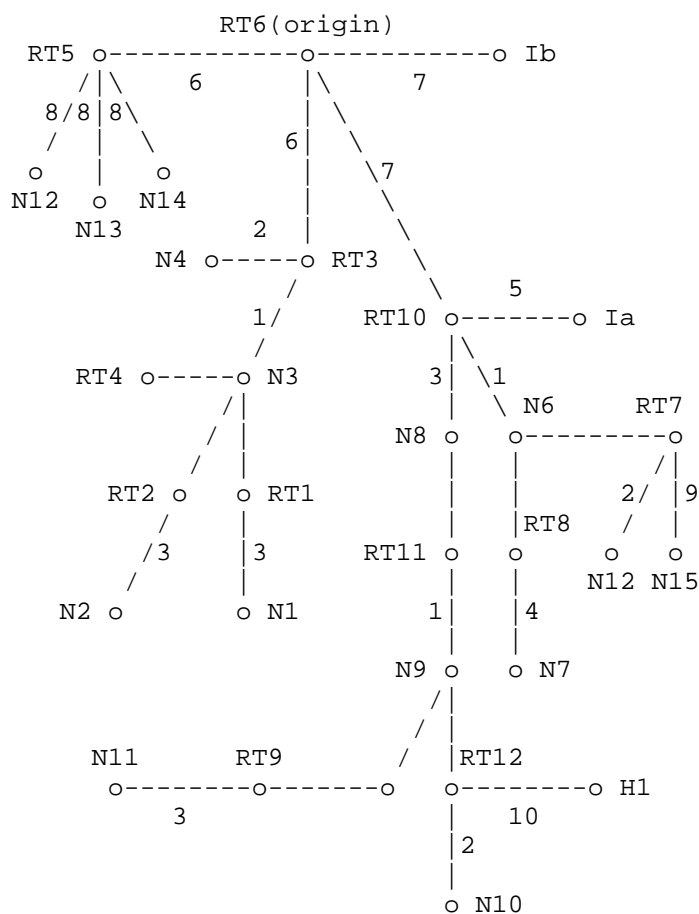 RT6(origin)
RT5 o------------o-----------o Ib
6 7
8/8|8\
6
7
o o
N12 o N14
N13
2
N4 o-----o RT3
1/
5
RT10 o-------o Ia
RT4 o-----o N3
3| 1
N6 RT7
N8 o o---------o
RT2 o o RT1
2/ |9
RT8
/3 |3
RT11 o o o o
N12 N15
N2 o o N1
1| |4
N9 o o N7
N11 RT9 RT12
o--------o-------o o--------o H1
3 10
2
o N10